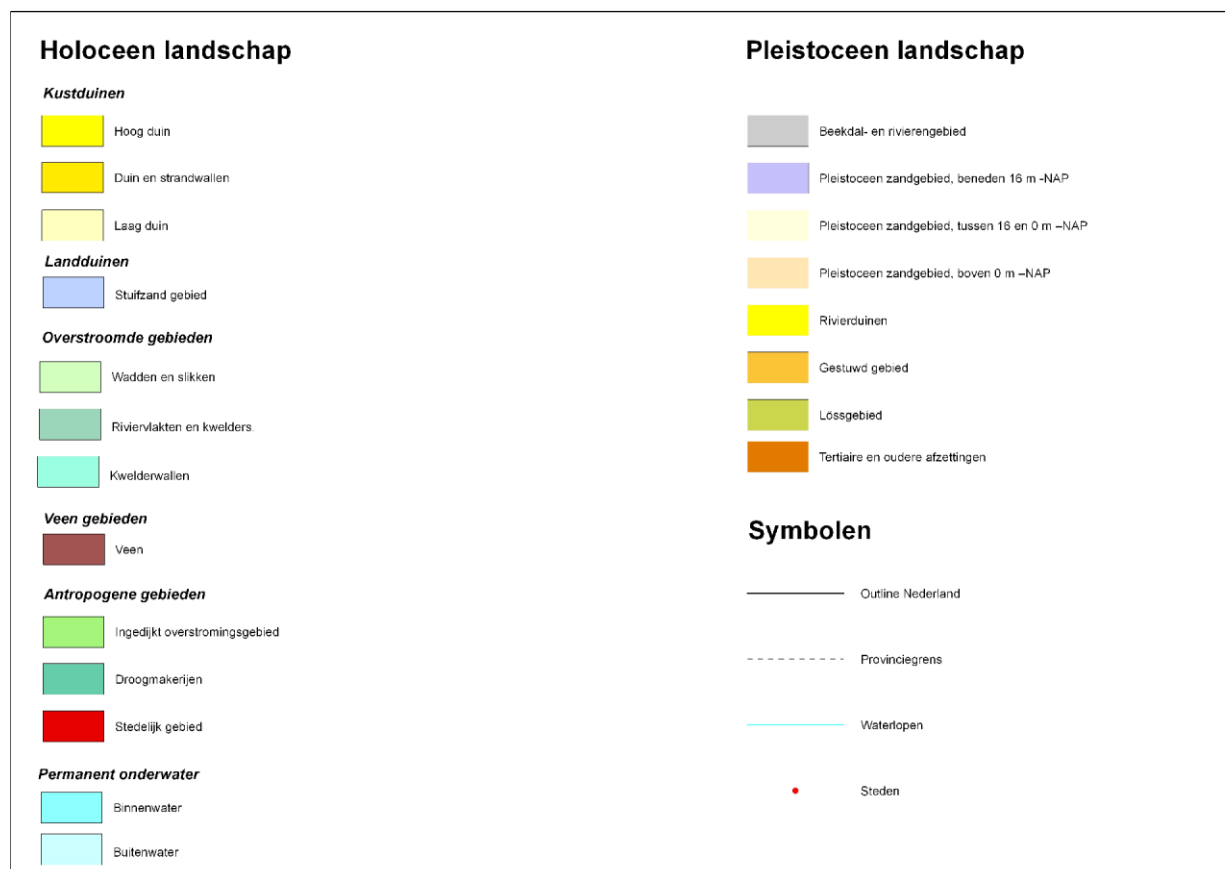 Holoceen landschap
Kustduinen
Hoog duin
Duin en strandwallen
Laag duin
Landduinen
Stuifzand gebied
Overstroomde gebieden
Wadden en slikken
Riviervlakten en kwelders.
Kwelderwallen
Veen gebieden
Veen
Antropogene gebieden
Ingedijkt overstromingsgebied
Droogmakerijen
Stedelijk gebied
Permanent onderwater
Binnenwater
Buitenwater
Pleistoceen landschap
Beekdal- en rivierengebied
Pleistoceen zandgebied, beneden 16 m -NAP
Pleistoceen zandgebied, tussen 16 en 0 m –NAP
Pleistoceen zandgebied, boven 0 m –NAP
Rivierduinen
Gestuwd gebied
Lössgebied
Tertiaire en oudere afzettingen
Symbolen
Outline Nederland
Provinciegrens
Waterlopen
Steden